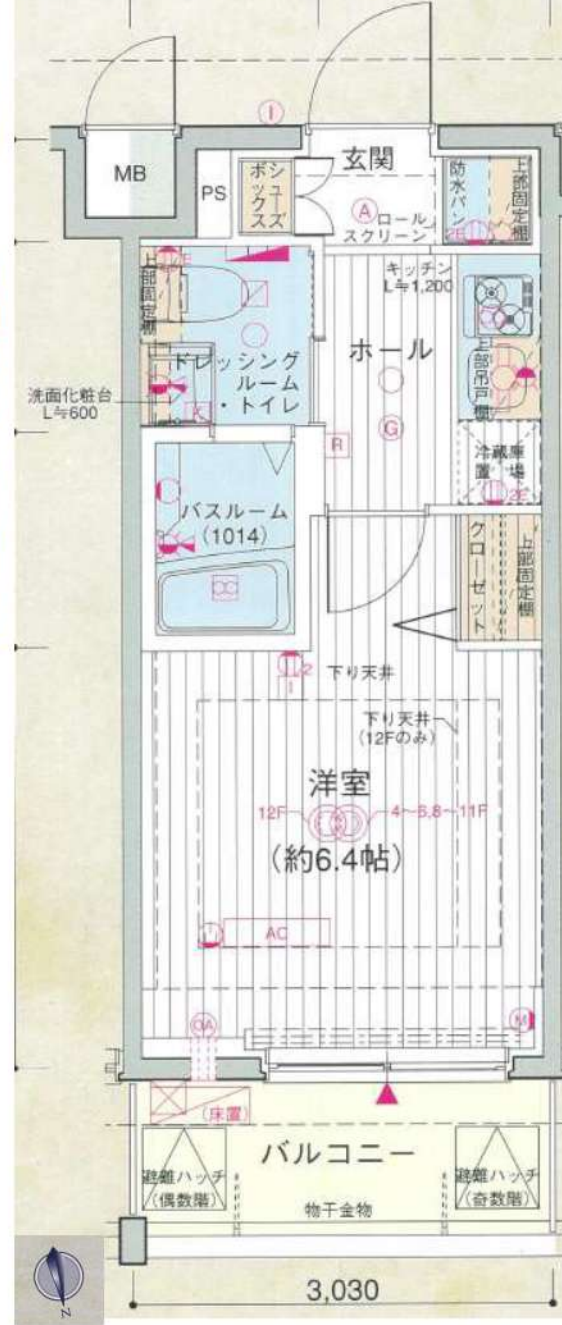 I
MB
PS
シューズ
ボックス
玄関
A
ロール
スクリーン
防水パン
上部固定棚
2E
上部固定棚
キッチン
L≒1,200
ホール
ドレッシング
ルーム
・トイレ
洗面化粧台
L≒600
上部吊戸棚
G
R
冷蔵庫
置場
2E
バスルーム
(1014)
クローゼット
上部固定棚
2
下り天井
下り天井
(12Fのみ)
洋室
12F
4〜6,8〜11F
(約6.4帖)
AC
OA
M
(床置)
バルコニー
避難ハッチ
(偶数階)
避難ハッチ
(奇数階)
物干金物
3,030
N